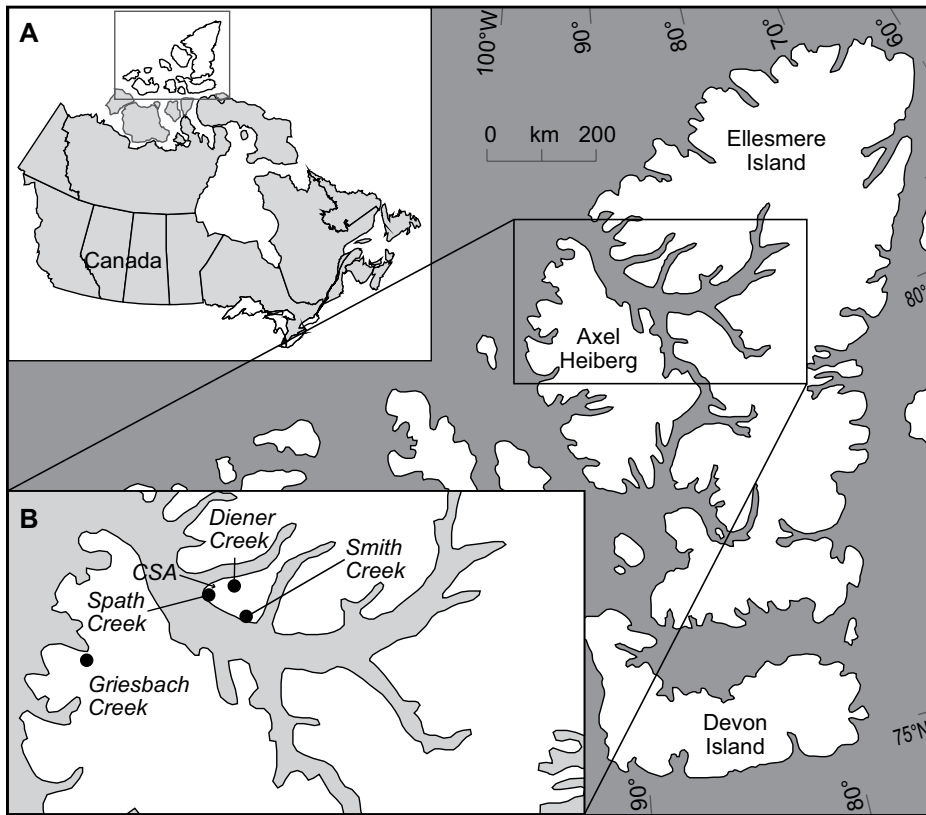 A
Canada
100°W
90°
80°
70°
60°
0 km 200
Ellesmere
Island
80°
Axel
Heiberg
B
Diener
Creek
CSA
Smith
Creek
Spath
Creek
Griesbach
Creek
Devon
Island
75°N
90°
80°